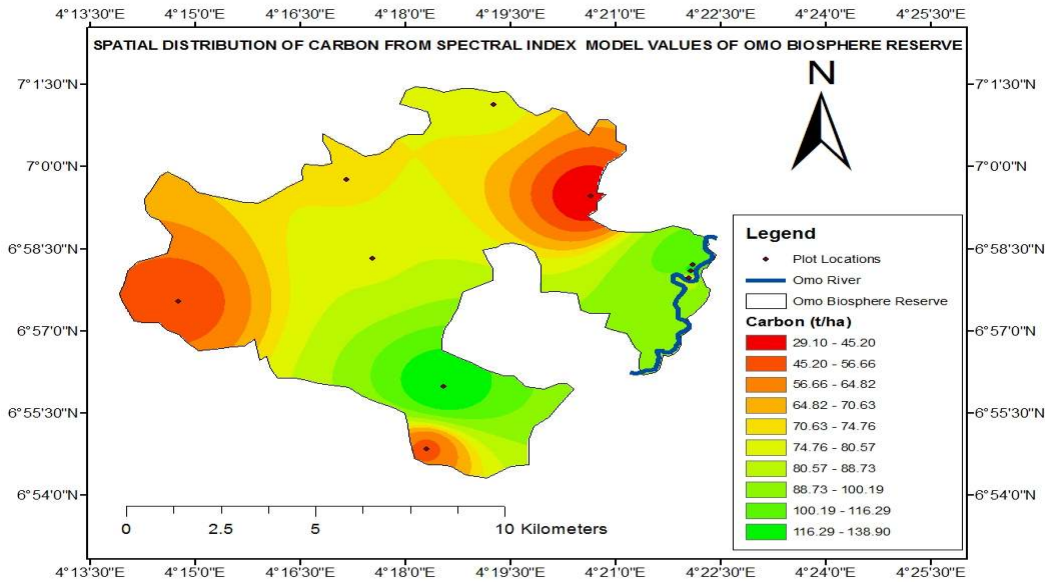 4°13'30"E 4°15'0"E 4°16'30"E 4°18'0"E 4°19'30"E 4°21'0"E 4°22'30"E 4°24'0"E 4°25'30"E
SPATIAL DISTRIBUTION OF CARBON FROM SPECTRAL INDEX MODEL VALUES OF OMO BIOSPHERE RESERVE
N
7°1'30"N 7°1'30"N
7°0'0"N 7°0'0"N
6°58'30"N 6°58'30"N
6°57'0"N 6°57'0"N
6°55'30"N 6°55'30"N
6°54'0"N 6°54'0"N
Legend
Plot Locations
Omo River
Omo Biosphere Reserve
Carbon (t/ha)
29.10 - 45.20
45.20 - 56.66
56.66 - 64.82
64.82 - 70.63
70.63 - 74.76
74.76 - 80.57
80.57 - 88.73
88.73 - 100.19
100.19 - 116.29
116.29 - 138.90
0 2.5 5 10 Kilometers
4°13'30"E 4°15'0"E 4°16'30"E 4°18'0"E 4°19'30"E 4°21'0"E 4°22'30"E 4°24'0"E 4°25'30"E